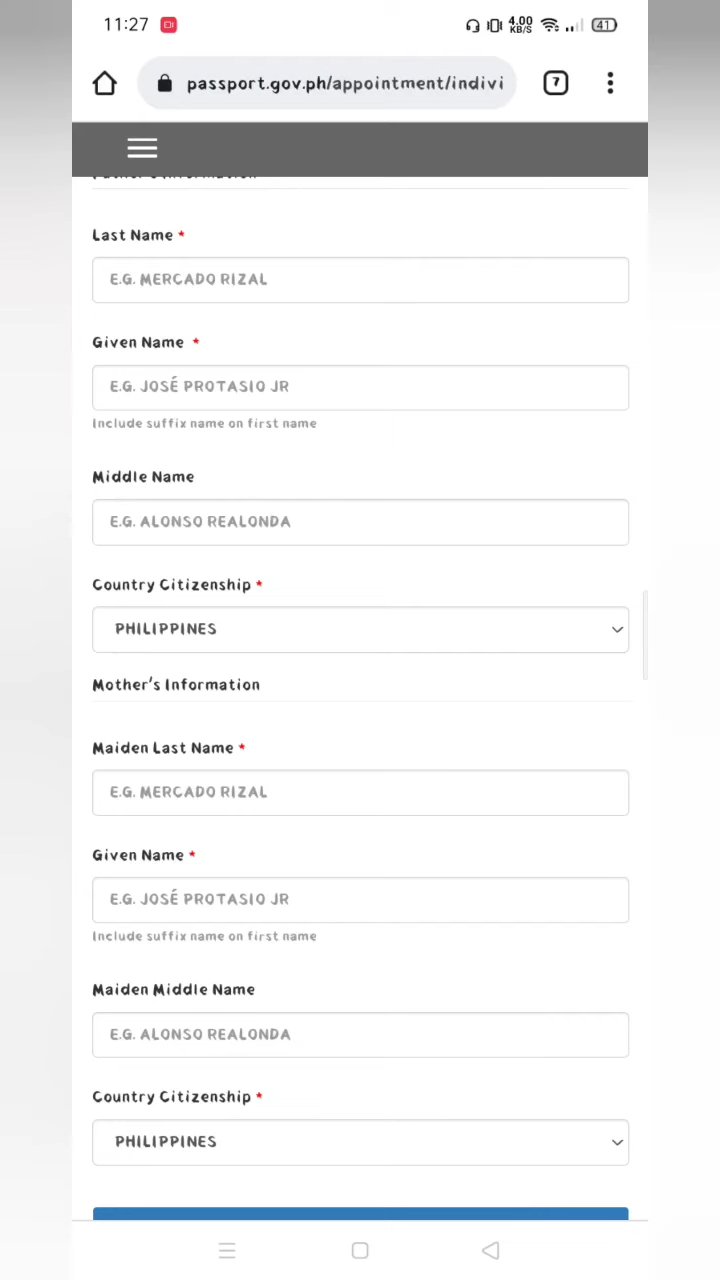 11:27
4.00
KB/S
41
passport.gov.ph/appointment/indivi
7
Last Name *
E.G. MERCADO RIZAL
Given Name *
E.G. JOSÉ PROTASIO JR
Include suffix name on first name
Middle Name
E.G. ALONSO REALONDA
Country Citizenship *
PHILIPPINES
Mother's Information
Maiden Last Name *
E.G. MERCADO RIZAL
Given Name *
E.G. JOSÉ PROTASIO JR
Include suffix name on first name
Maiden Middle Name
E.G. ALONSO REALONDA
Country Citizenship *
PHILIPPINES